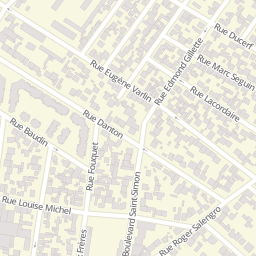 Rue Ducerf
Rue Edmond Gillette
Rue Marc Seguin
Rue Eugène Varlin
Rue Lacordaire
Rue Danton
Rue Baudin
Rue Fouquet
Boulevard Saint-Simon
Rue Louise Michel
Rue Roger Salengro
Frères